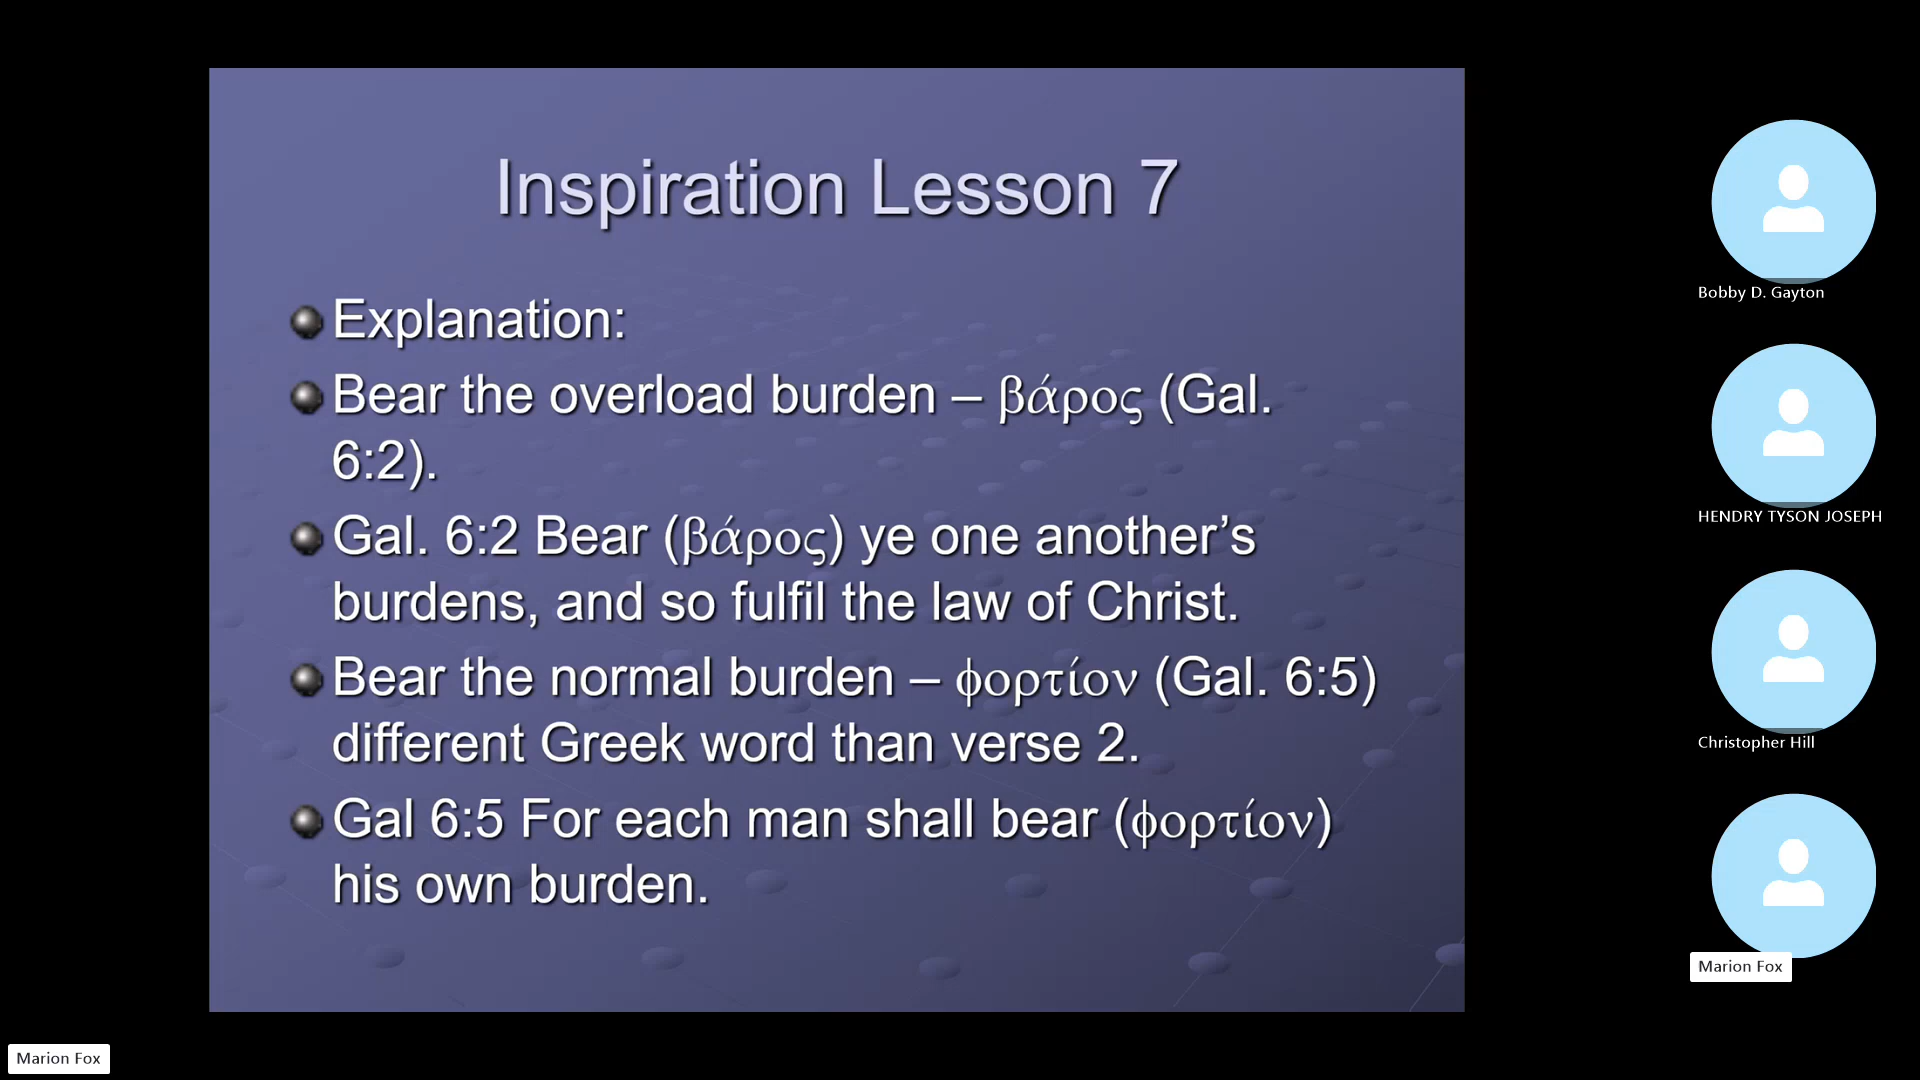 Inspiration Lesson 7
Explanation:
Bear the overload burden – βάρος (Gal.
6:2).
Gal. 6:2 Bear (βάρος) ye one another’s
burdens, and so fulfil the law of Christ.
Bear the normal burden – φορτίον (Gal. 6:5)
different Greek word than verse 2.
Gal 6:5 For each man shall bear (φορτίον)
his own burden.
Bobby D. Gayton
HENDRY TYSON JOSEPH
Christopher Hill
Marion Fox
Marion Fox